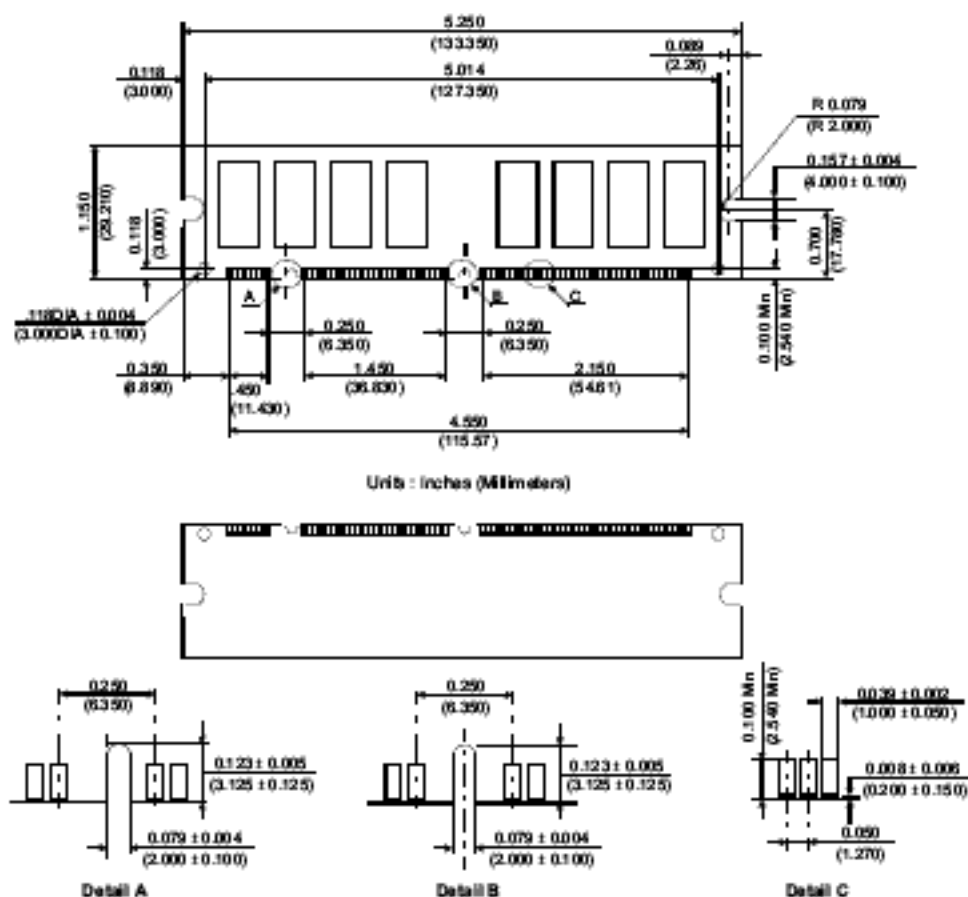 5.250
(133.350)
0.089
(2.26)
0.118
(3.000)
5.014
(127.350)
R 0.079
(R 2.000)
0.157 ± 0.004
(4.000 ± 0.100)
1.150
(29.210)
0.118
(3.000)
0.700
(17.780)
A
B
C
.118DIA ± 0.004
(3.000DIA ± 0.100)
0.250
(6.350)
0.250
(6.350)
0.100 Min
(2.540 Min)
0.350
(8.890)
.450
(11.430)
1.450
(36.830)
2.150
(54.61)
4.550
(115.57)
Units : Inches (Millimeters)
0.250
(6.350)
0.123 ± 0.005
(3.125 ± 0.125)
0.079 ± 0.004
(2.000 ± 0.100)
Detail A
0.250
(6.350)
0.123 ± 0.005
(3.125 ± 0.125)
0.079 ± 0.004
(2.000 ± 0.100)
Detail B
0.100 Min
(2.540 Min)
0.039 ± 0.002
(1.000 ± 0.050)
0.008 ± 0.006
(0.200 ± 0.150)
0.050
(1.270)
Detail C